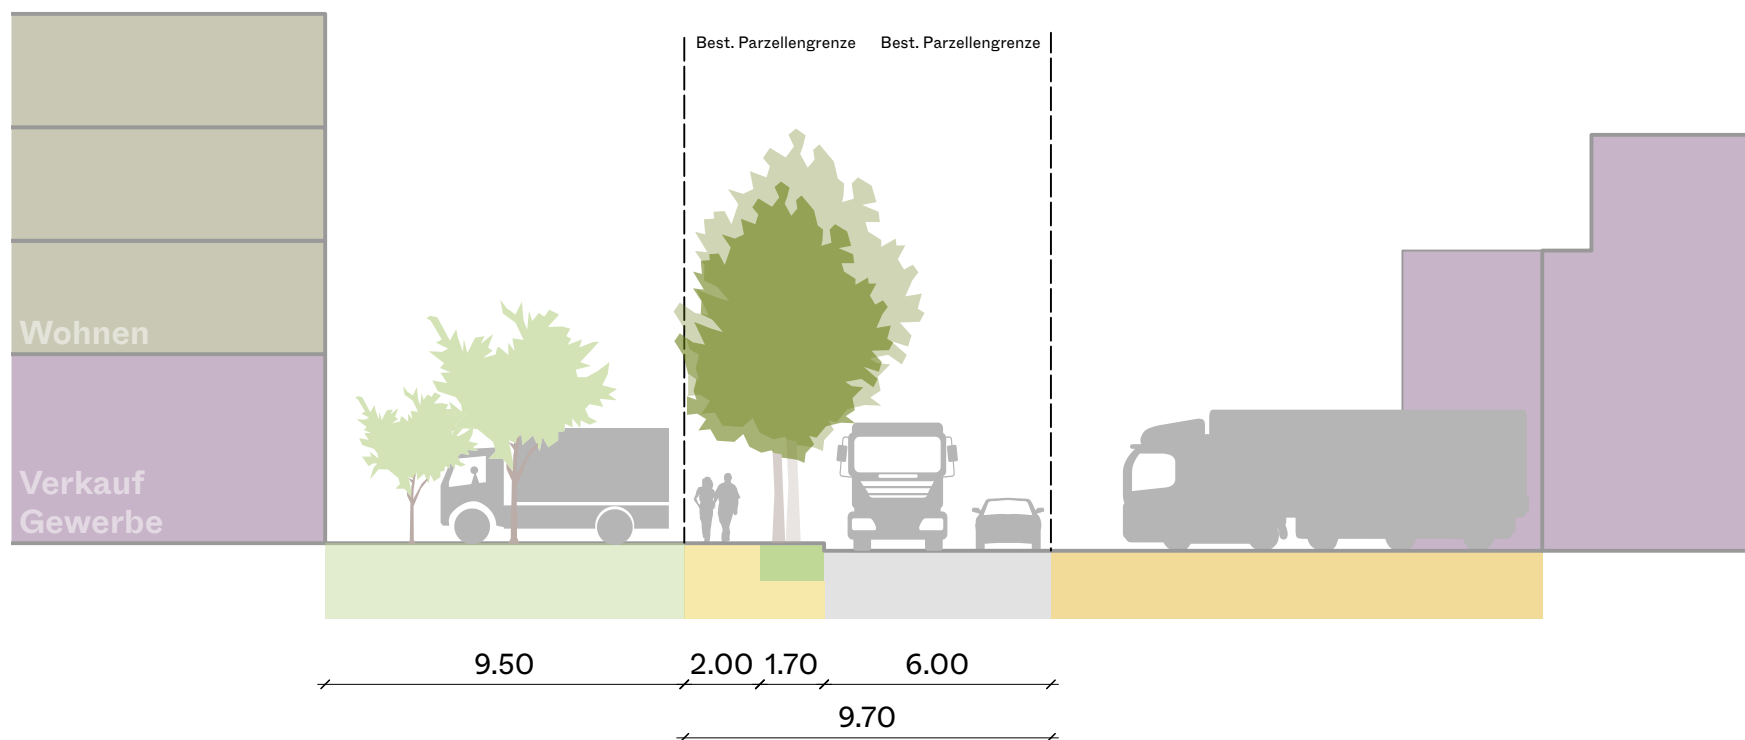 Best. Parzellengrenze
Best. Parzellengrenze
Wohnen
Verkauf
Gewerbe
9.50
2.00
1.70
6.00
9.70